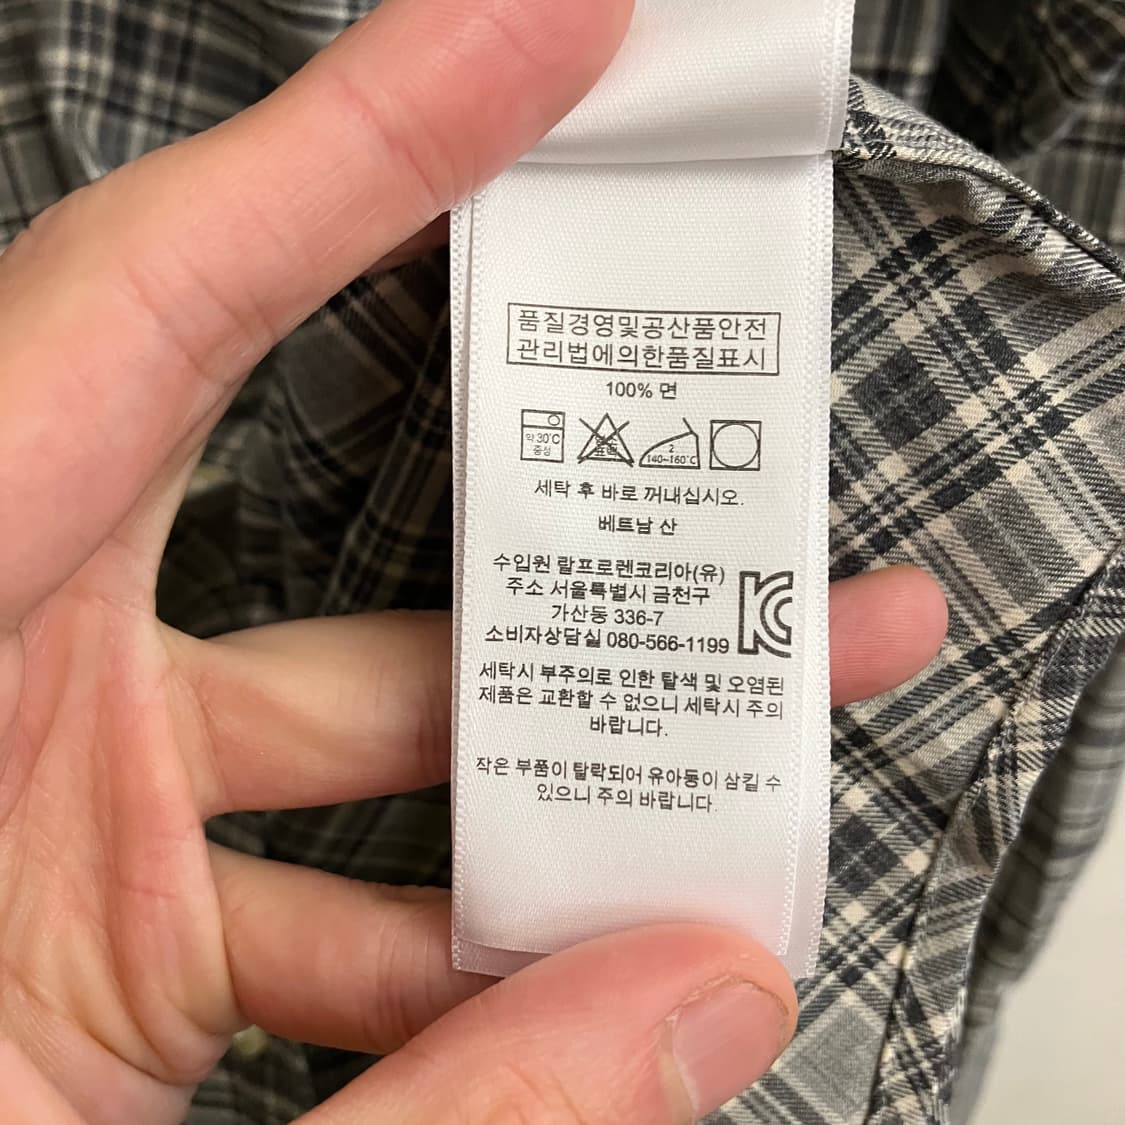 품질경영및공산품안전
관리법에의한품질표시
100% 면
약 30℃
중성
표백
2
140~160℃
세탁 후 바로 꺼내십시오.
베트남 산
수입원 랄프로렌코리아(유)
주소 서울특별시 금천구
가산동 336-7
소비자상담실 080-566-1199
세탁시 부주의로 인한 탈색 및 오염된
제품은 교환할 수 없으니 세탁시 주의
바랍니다.
작은 부품이 탈락되어 유아동이 삼킬 수
있으니 주의 바랍니다.